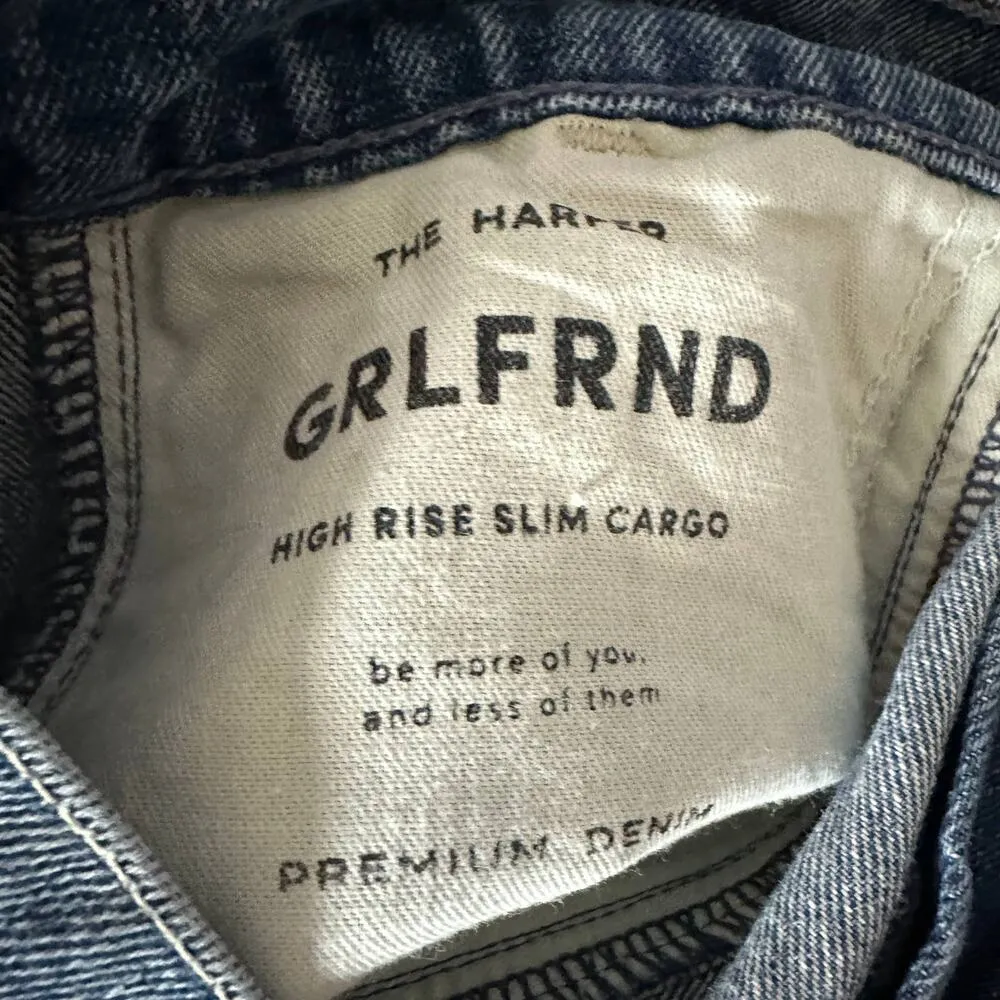 THE HARPER
GRLFRND
HIGH RISE SLIM CARGO
be more of you.
and less of them
PREMIUM DENIM